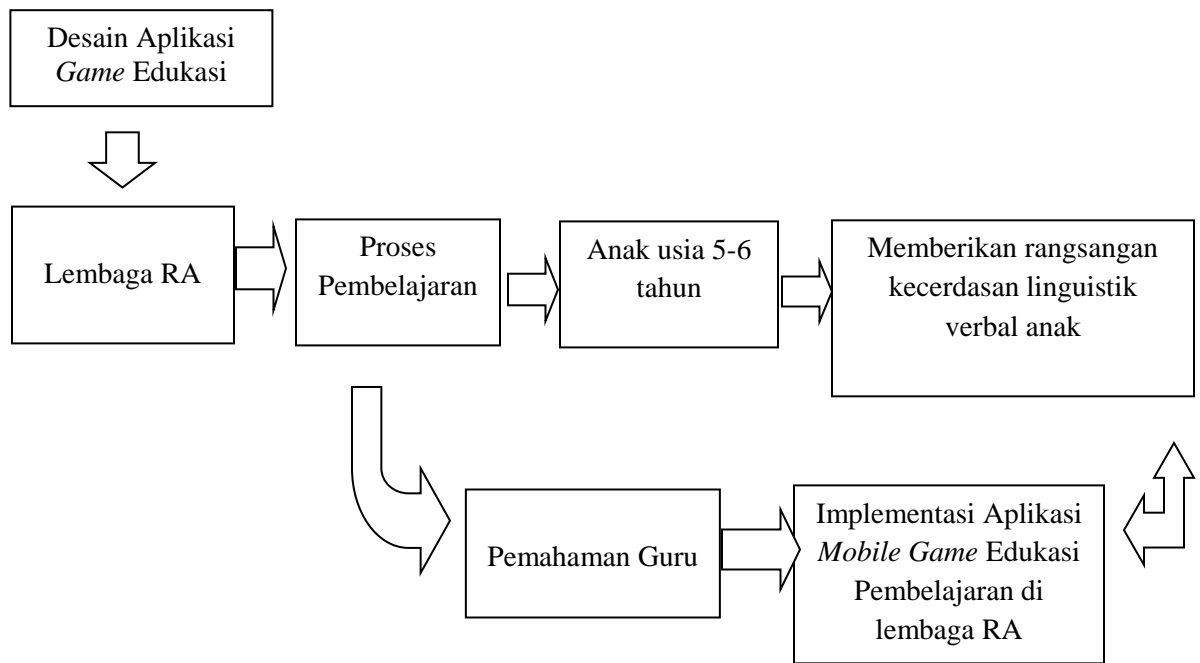 Desain Aplikasi
Game Edukasi
Lembaga RA
Proses
Pembelajaran
Anak usia 5-6
tahun
Memberikan rangsangan
kecerdasan linguistik
verbal anak
Pemahaman Guru
Implementasi Aplikasi
Mobile Game Edukasi
Pembelajaran di
lembaga RA